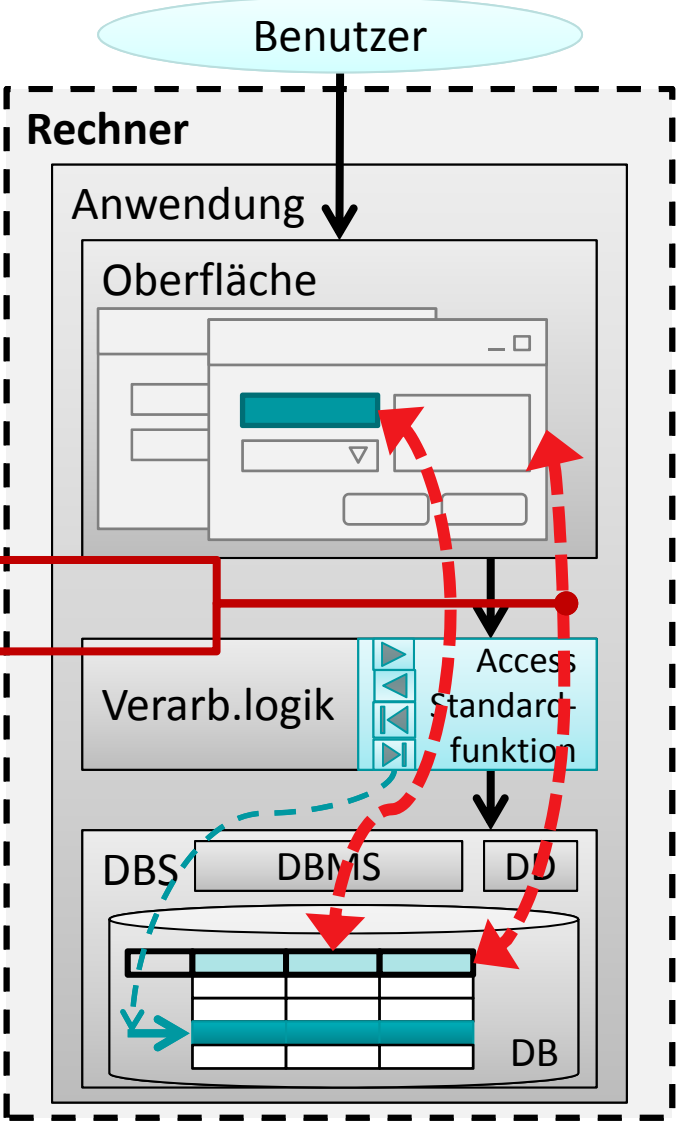 Benutzer
Rechner
Anwendung
Oberfläche
Verarb.logik
Access
Standard-
funktion
DBS
DBMS
DD
DB